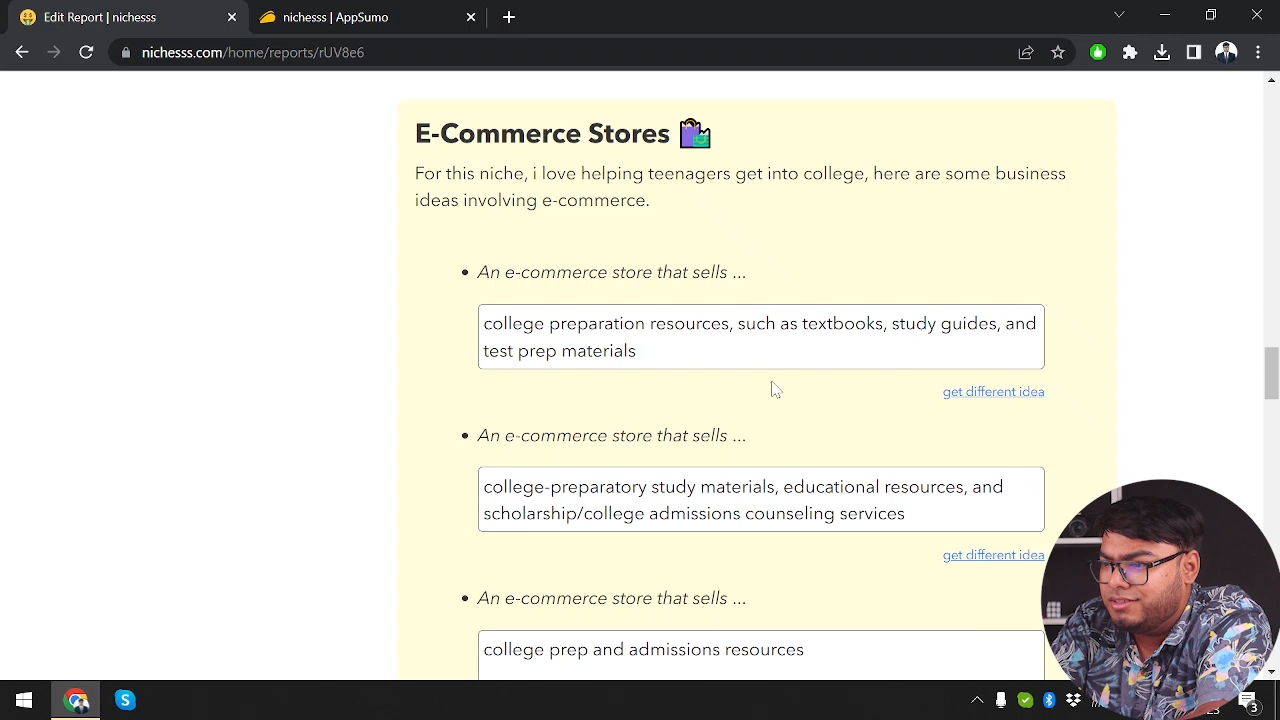 Edit Report | nichesss
nichesss | AppSumo
nichesss.com/home/reports/rUV8e6
E-Commerce Stores
For this niche, i love helping teenagers get into college, here are some business
ideas involving e-commerce.
An e-commerce store that sells ...
college preparation resources, such as textbooks, study guides, and
test prep materials
get different idea
An e-commerce store that sells ...
college-preparatory study materials, educational resources, and
scholarship/college admissions counseling services
get different idea
An e-commerce store that sells ...
college prep and admissions resources
S
3